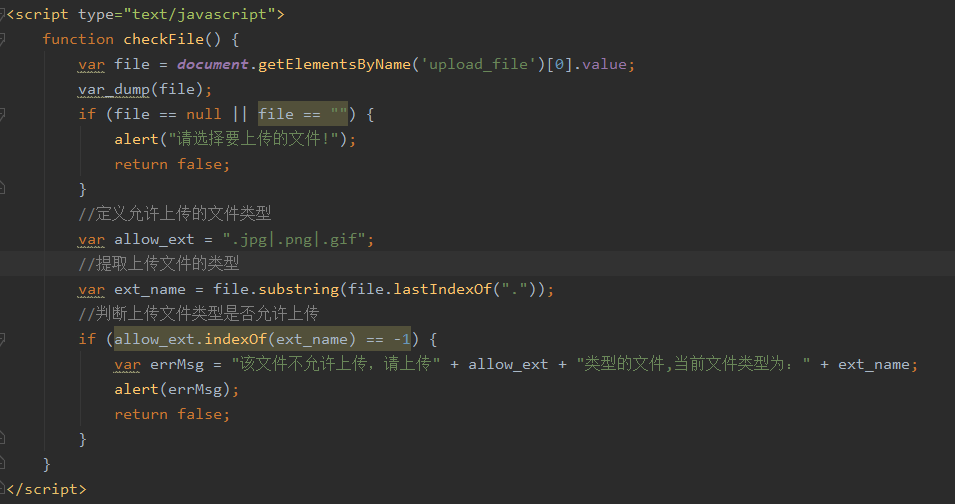 <script type="text/javascript">
    function checkFile() {
        var file = document.getElementsByName('upload_file')[0].value;
        var_dump(file);
        if (file == null || file == "") {
            alert("请选择要上传的文件!");
            return false;
        }
        //定义允许上传的文件类型
        var allow_ext = ".jpg|.png|.gif";
        //提取上传文件的类型
        var ext_name = file.substring(file.lastIndexOf("."));
        //判断上传文件类型是否允许上传
        if (allow_ext.indexOf(ext_name) == -1) {
            var errMsg = "该文件不允许上传，请上传" + allow_ext + "类型的文件,当前文件类型为：" + ext_name;
            alert(errMsg);
            return false;
        }
    }
</script>